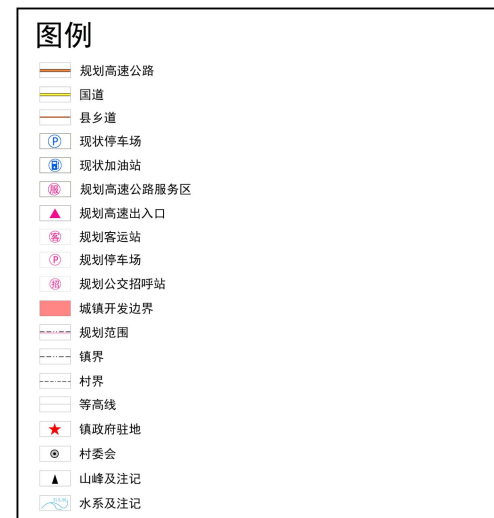 图例
规划高速公路
国道
县乡道
P 现状停车场
现状加油站
服 规划高速公路服务区
规划高速出入口
客 规划客运站
P 规划停车场
招 规划公交招呼站
城镇开发边界
规划范围
镇界
村界
等高线
镇政府驻地
村委会
山峰及注记
水系及注记